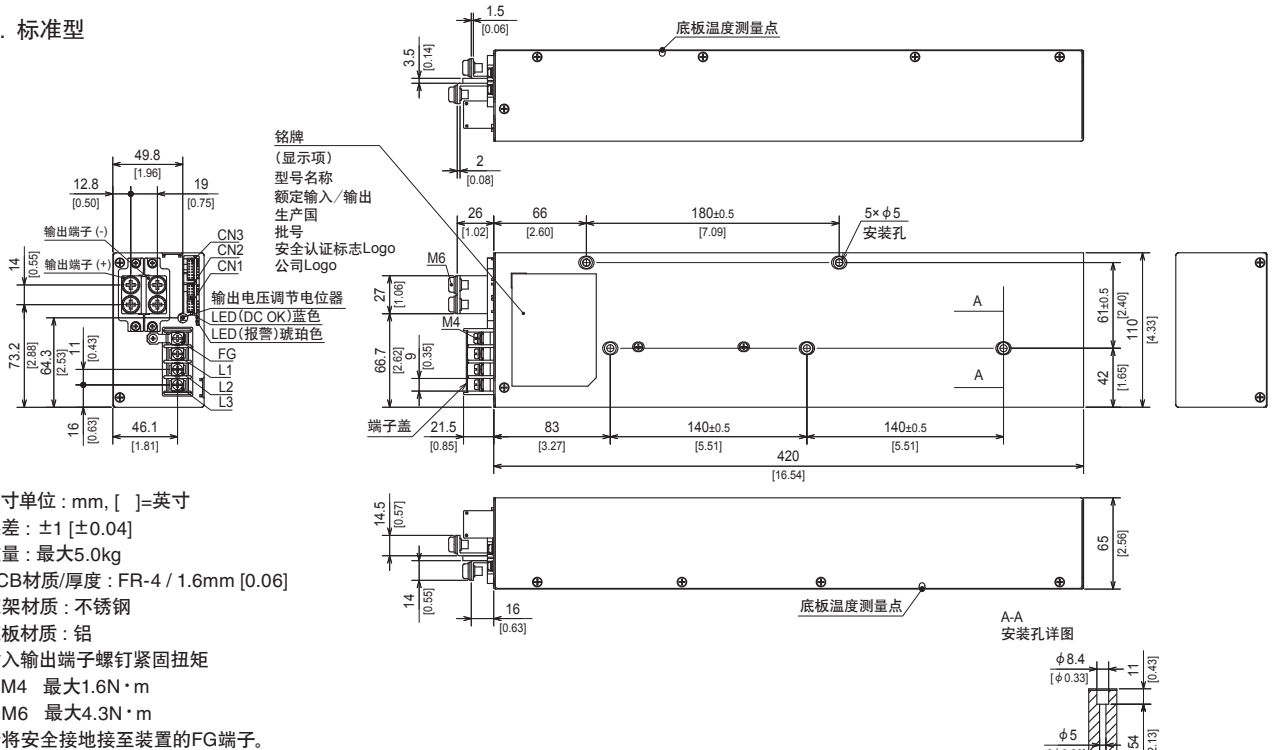 . 标准型
1.5
[0.06]
3.5
[0.14]
底板温度测量点
2
[0.08]
铭牌
(显示项)
型号名称
额定输入/输出
生产国
批号
安全认证标志Logo
公司Logo
49.8
[1.96]
12.8
[0.50]
19
[0.75]
输出端子 (-)
输出端子 (+)
14
[0.55]
73.2
[2.88]
64.3
[2.53]
11
[0.43]
16
[0.63]
46.1
[1.81]
CN3
CN2
CN1
输出电压调节电位器
LED(DC OK)蓝色
LED(报警)琥珀色
FG
L1
L2
L3
26
[1.02]
66
[2.60]
180±0.5
[7.09]
5×φ5
安装孔
M6
27
[1.06]
M4
66.7
[2.62]
9
[0.35]
A
A
61±0.5
[2.40]
110
[4.33]
42
[1.65]
端子盖
21.5
[0.85]
83
[3.27]
140±0.5
[5.51]
140±0.5
[5.51]
420
[16.54]
14.5
[0.57]
14
[0.55]
16
[0.63]
底板温度测量点
65
[2.56]
寸单位 : mm, [ ]=英寸
差 : ±1 [±0.04]
量 : 最大5.0kg
CB材质/厚度 : FR-4 / 1.6mm [0.06]
架材质 : 不锈钢
板材质 : 铝
入输出端子螺钉紧固扭矩
M4 最大1.6N·m
M6 最大4.3N·m
将安全接地接至装置的FG端子。
A-A
安装孔详图
φ8.4
[φ0.33]
11
[0.43]
φ5
54